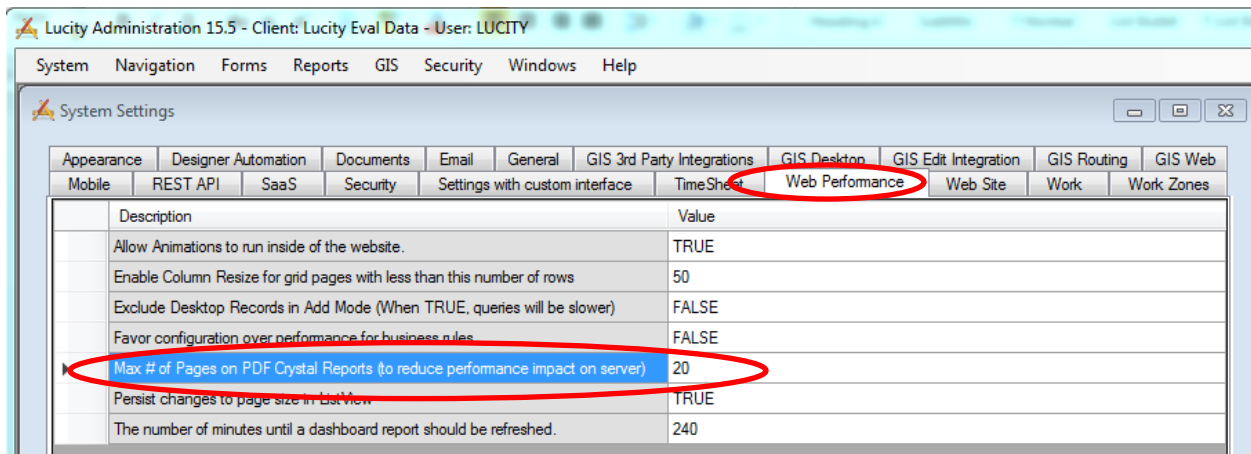 Lucity Administration 15.5 - Client: Lucity Eval Data - User: LUCITY
System Navigation Forms Reports GIS Security Windows Help
System Settings
Appearance Designer Automation Documents Email General GIS 3rd Party Integrations GIS Desktop GIS Edit Integration GIS Routing GIS Web
Mobile REST API SaaS Security Settings with custom interface TimeSheet Web Performance Web Site Work Work Zones
Description Value
Allow Animations to run inside of the website. TRUE
Enable Column Resize for grid pages with less than this number of rows 50
Exclude Desktop Records in Add Mode (When TRUE, queries will be slower) FALSE
Favor configuration over performance for business rules FALSE
Max # of Pages on PDF Crystal Reports (to reduce performance impact on server) 20
Persist changes to page size in ListView TRUE
The number of minutes until a dashboard report should be refreshed. 240